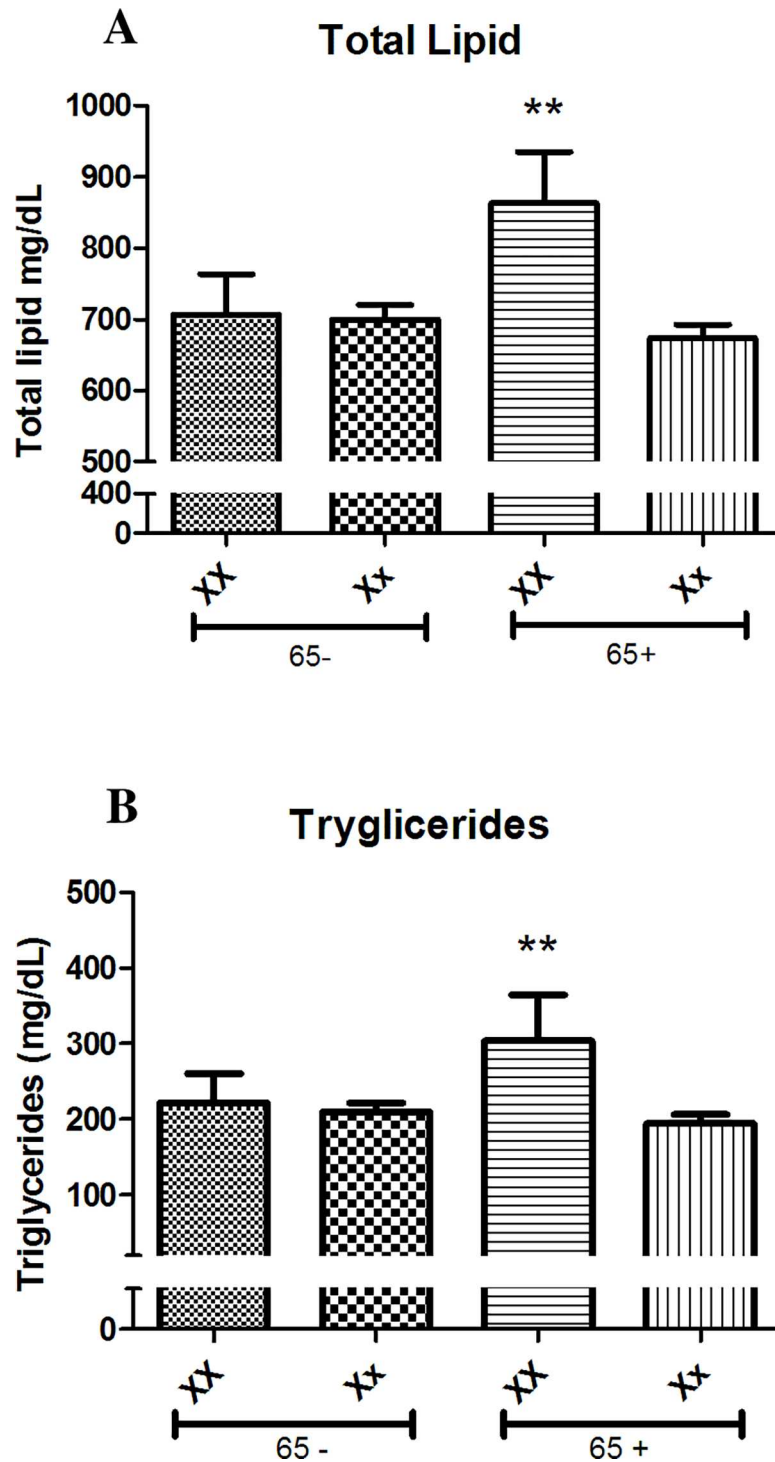 A
Total Lipid
Total lipid mg/dL
1000
900
800
700
600
500
400
0
**
XX
Xx
XX
Xx
65-
65+
B
Tryglicerides
Triglycerides (mg/dL)
500
400
300
200
100
0
**
XX
Xx
XX
Xx
65 -
65 +